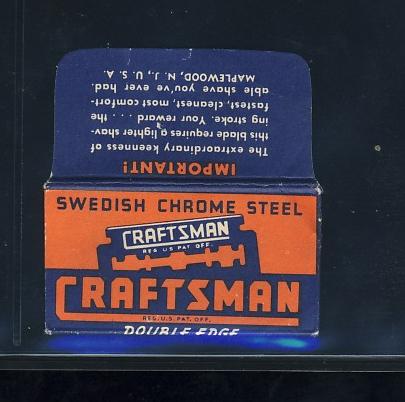 IMPORTANT!
The extraordinary keenness of
this blade requires a lighter shav-
ing stroke. Your reward . . . . the
fastest, cleanest, most comfort-
able shave you've ever had.
MAPLEWOOD, N. J., U. S. A.
SWEDISH CHROME STEEL
CRAFTSMAN
REG. U.S. PAT. OFF.
CRAFTSMAN
REG. U.S. PAT. OFF.
DOUBLE EDGE